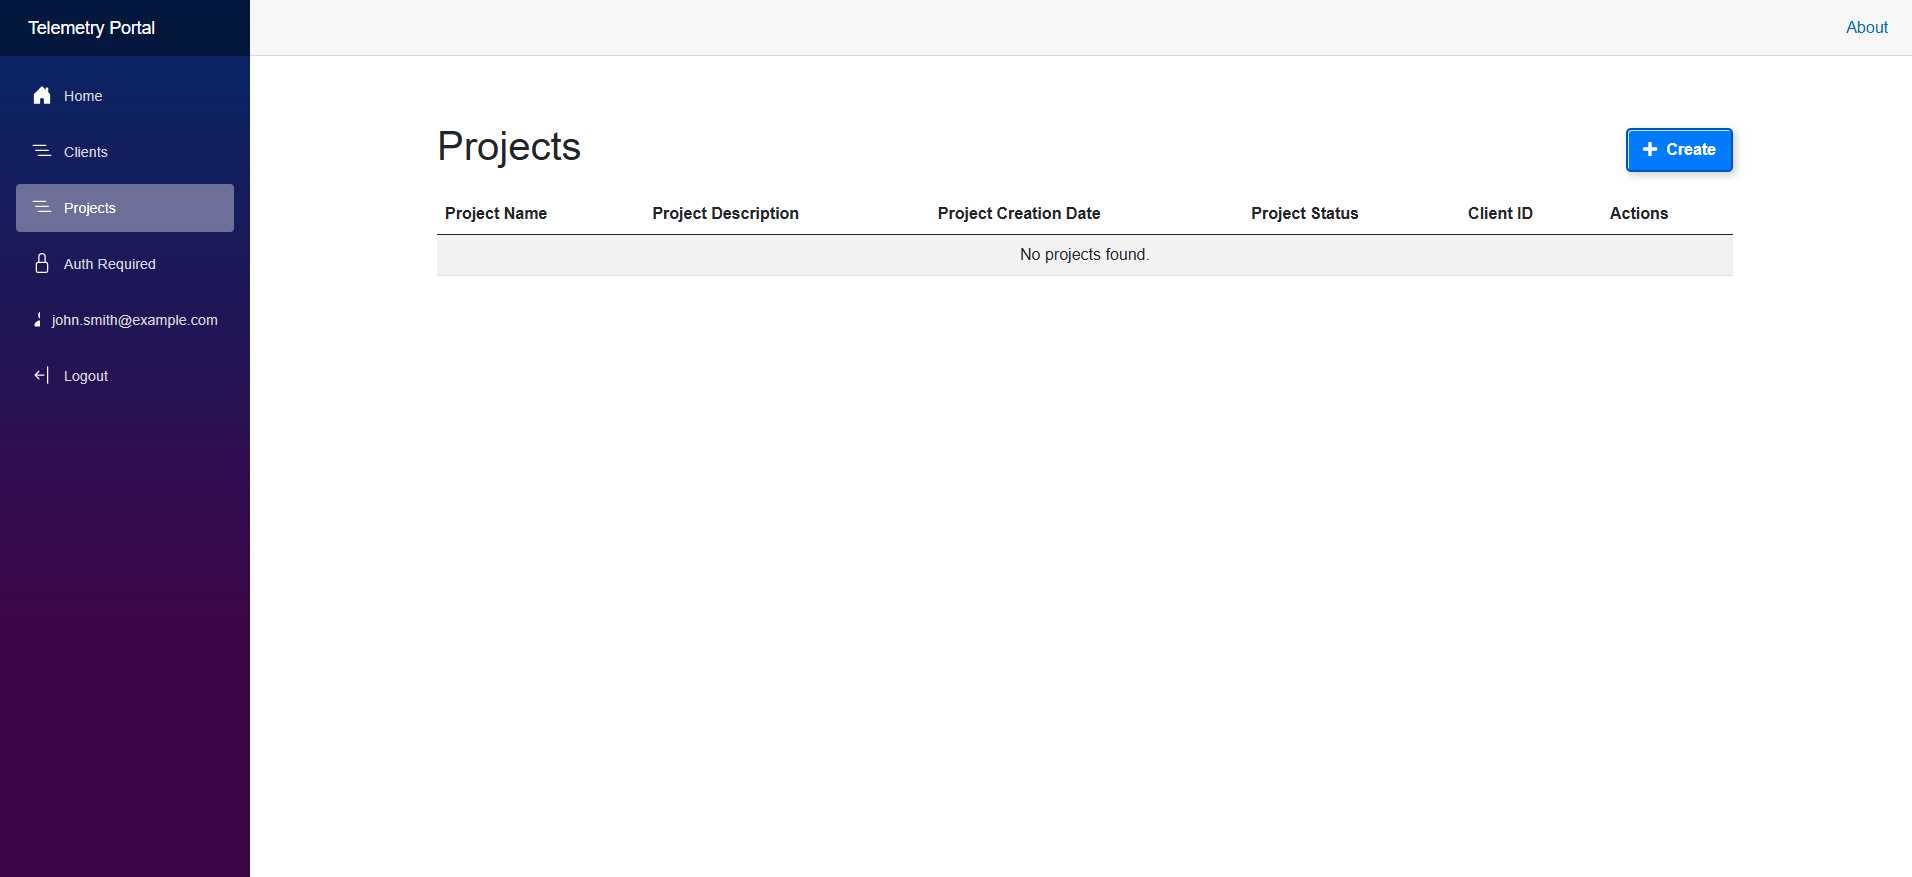 Telemetry Portal
About
Home
Clients
Projects
Auth Required
john.smith@example.com
Logout
Projects
Create
Project Name Project Description Project Creation Date Project Status Client ID Actions
No projects found.